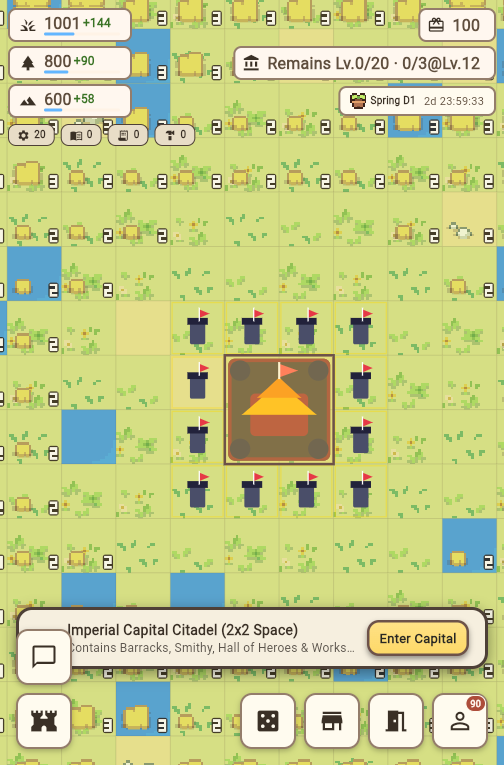 1001 +144
100
800 +90
Remains Lv.0/20 · 0/3@Lv.12
600 +58
Spring D1 2d 23:59:33
20 0 0 0
Imperial Capital Citadel (2x2 Space)
Contains Barracks, Smithy, Hall of Heroes & Works...
Enter Capital
90